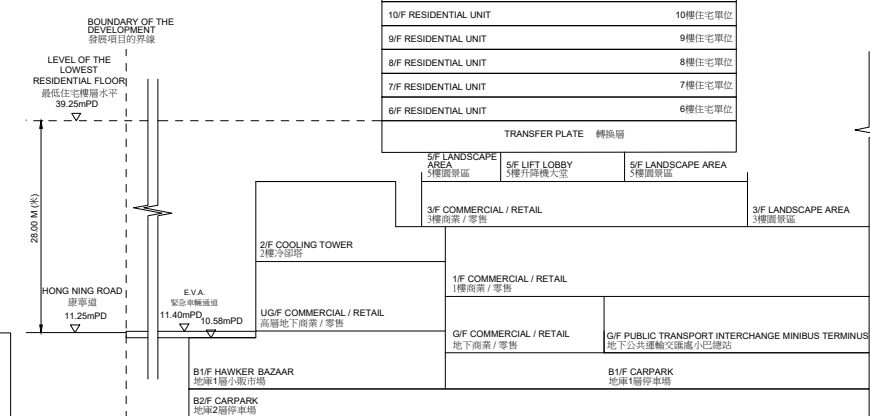 10/F RESIDENTIAL UNIT 10樓住宅單位
9/F RESIDENTIAL UNIT 9樓住宅單位
8/F RESIDENTIAL UNIT 8樓住宅單位
7/F RESIDENTIAL UNIT 7樓住宅單位
6/F RESIDENTIAL UNIT 6樓住宅單位
TRANSFER PLATE 轉換層
BOUNDARY OF THE
DEVELOPMENT
發展項目的界線
LEVEL OF THE
LOWEST
RESIDENTIAL FLOOR
最低住宅樓層水平
39.25mPD
28.00 M (米)
5/F LANDSCAPE
AREA
5樓園景區
5/F LIFT LOBBY
5樓升降機大堂
5/F LANDSCAPE AREA
5樓園景區
3/F COMMERCIAL / RETAIL
3樓商業 / 零售
3/F LANDSCAPE AREA
3樓園景區
2/F COOLING TOWER
2樓冷卻塔
1/F COMMERCIAL / RETAIL
1樓商業 / 零售
HONG NING ROAD
康寧道
11.25mPD
E.V.A.
緊急車輛通道
11.40mPD
10.58mPD
UG/F COMMERCIAL / RETAIL
高層地下商業 / 零售
G/F COMMERCIAL / RETAIL
地下商業 / 零售
G/F PUBLIC TRANSPORT INTERCHANGE MINIBUS TERMINUS
地下公共運輸交匯處小巴總站
B1/F HAWKER BAZAAR
地庫1層小販市場
B1/F CARPARK
地庫1層停車場
B2/F CARPARK
地庫2層停車場